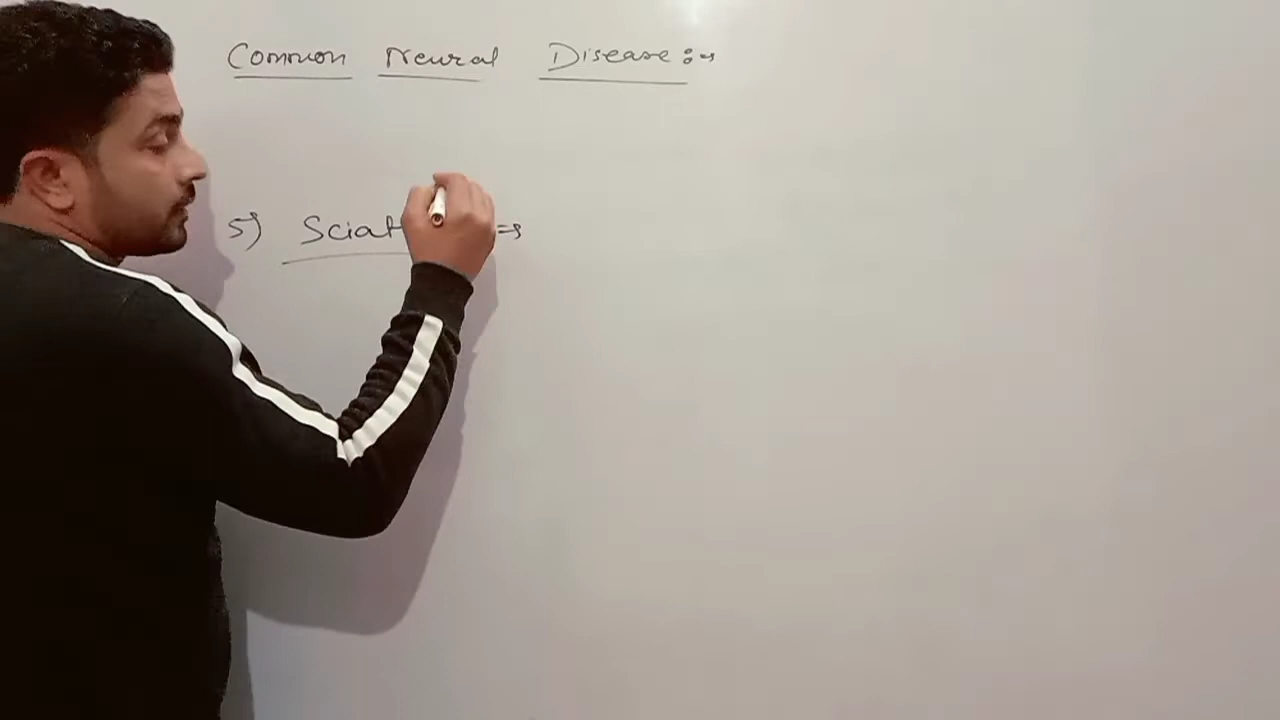 Common Neural Disease:→
5) Sciat =>